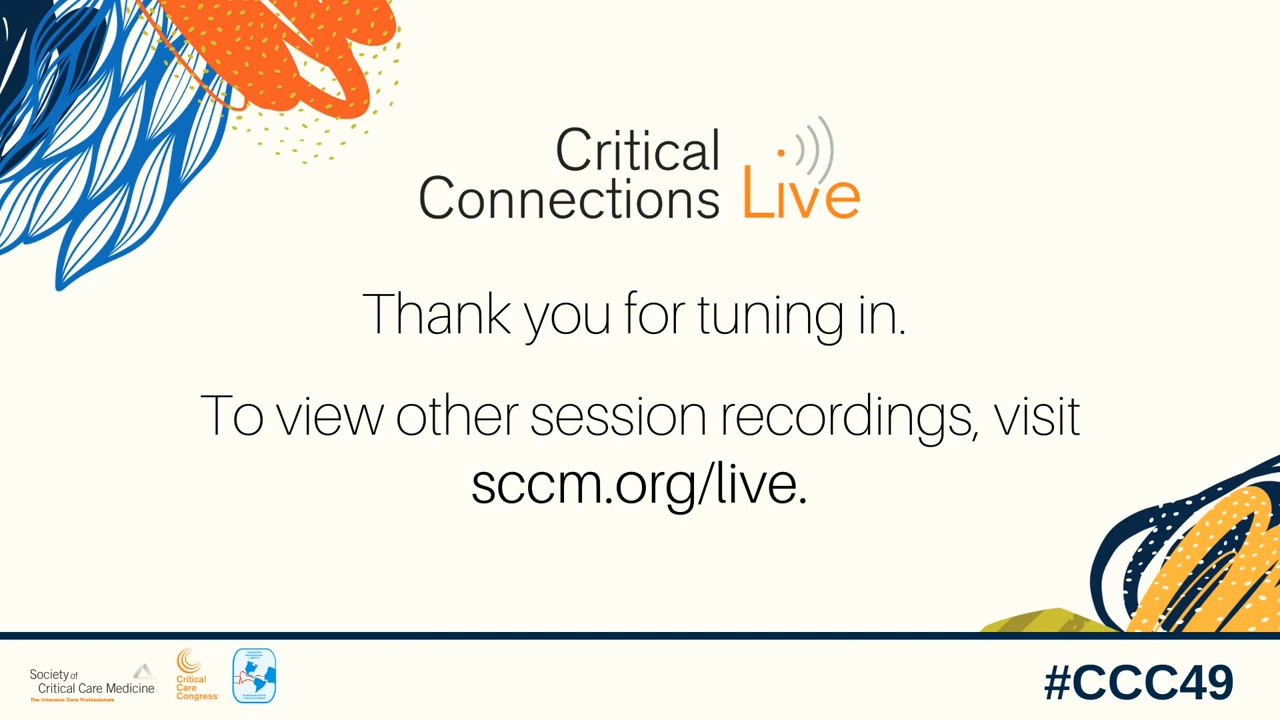 Critical
Connections Live
Thank you for tuning in.
To view other session recordings, visit
sccm.org/live.
Society of
Critical Care Medicine
The Intensive Care Professionals
Critical
Care
Congress
#CCC49